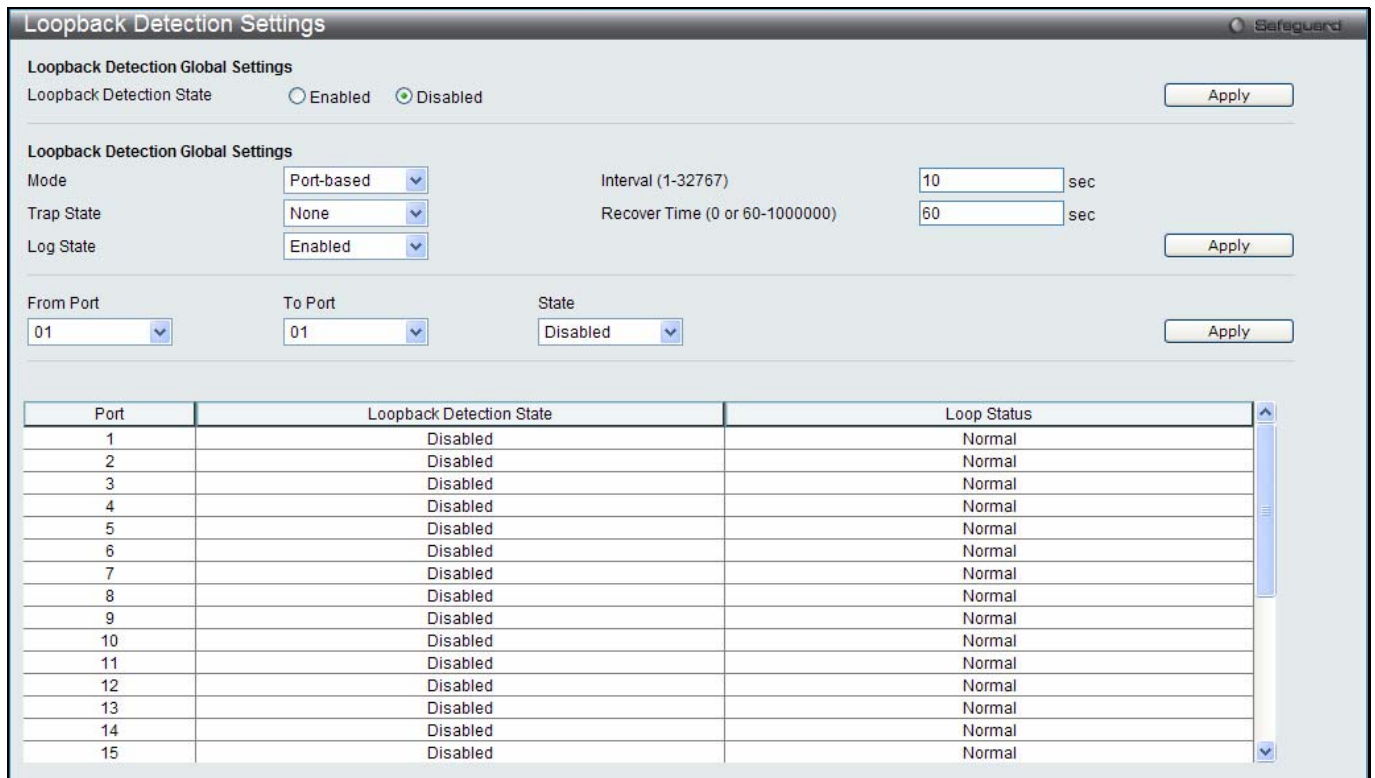 Loopback Detection Settings
Safeguard
Loopback Detection Global Settings
Loopback Detection State Enabled Disabled Apply
Loopback Detection Global Settings
Mode Port-based Interval (1-32767) 10 sec
Trap State None Recover Time (0 or 60-1000000) 60 sec
Log State Enabled Apply
From Port To Port State
01 01 Disabled Apply
Port Loopback Detection State Loop Status
1 Disabled Normal
2 Disabled Normal
3 Disabled Normal
4 Disabled Normal
5 Disabled Normal
6 Disabled Normal
7 Disabled Normal
8 Disabled Normal
9 Disabled Normal
10 Disabled Normal
11 Disabled Normal
12 Disabled Normal
13 Disabled Normal
14 Disabled Normal
15 Disabled Normal